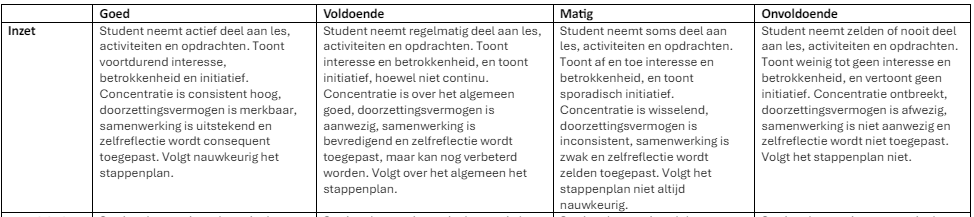 Goed
Voldoende
Matig
Onvoldoende
Inzet
Student neemt actief deel aan les,
activiteiten en opdrachten. Toont
voortdurend interesse,
betrokkenheid en initiatief.
Concentratie is consistent hoog,
doorzettingsvermogen is merkbaar,
samenwerking is uitstekend en
zelfreflectie wordt consequent
toegepast. Volgt nauwkeurig het
stappenplan.
Student neemt regelmatig deel aan les,
activiteiten en opdrachten. Toont
interesse en betrokkenheid, en toont
initiatief, hoewel niet continu.
Concentratie is over het algemeen
goed, doorzettingsvermogen is
aanwezig, samenwerking is
bevredigend en zelfreflectie wordt
toegepast, maar kan nog verbeterd
worden. Volgt over het algemeen het
stappenplan.
Student neemt soms deel aan
les, activiteiten en opdrachten.
Toont af en toe interesse en
betrokkenheid, en toont
sporadisch initiatief.
Concentratie is wisselend,
doorzettingsvermogen is
inconsistent, samenwerking is
zwak en zelfreflectie wordt
zelden toegepast. Volgt het
stappenplan niet altijd
nauwkeurig.
Student neemt zelden of nooit deel
aan les, activiteiten en opdrachten.
Toont weinig tot geen interesse en
betrokkenheid, en vertoont geen
initiatief. Concentratie ontbreekt,
doorzettingsvermogen is afwezig,
samenwerking is niet aanwezig en
zelfreflectie wordt niet toegepast.
Volgt het stappenplan niet.